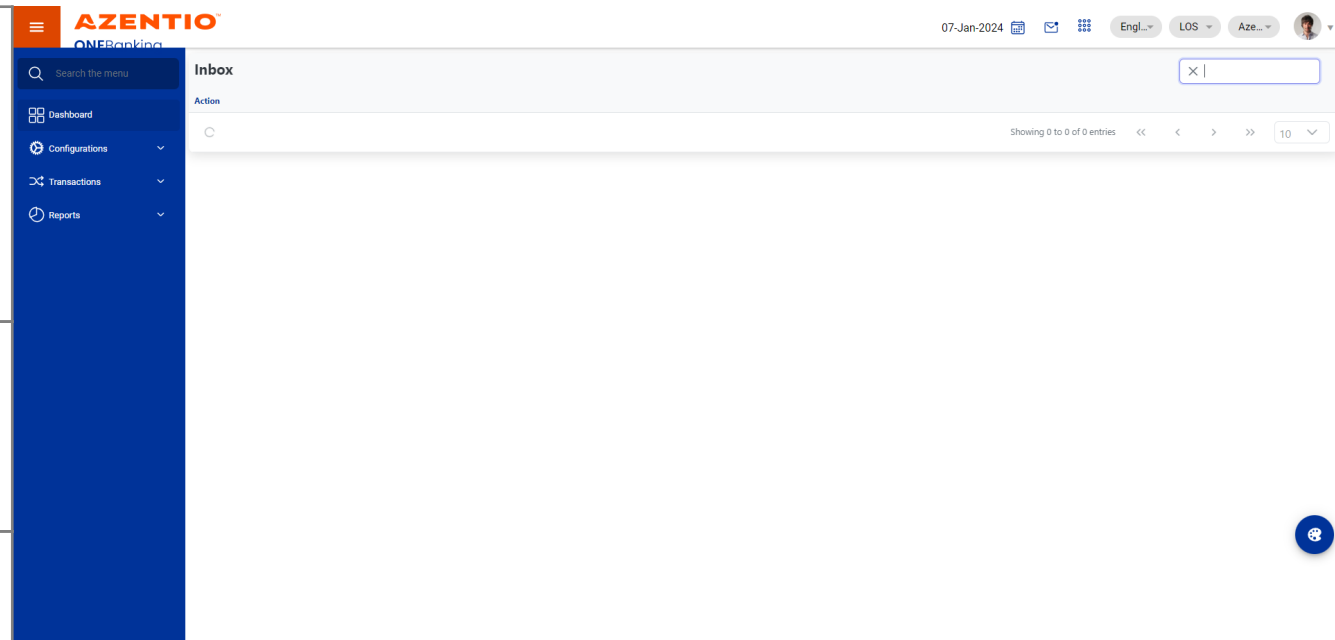 AZENTIO™
ONEBanking
07-Jan-2024
Engl...
LOS
Aze...
Search the menu
Dashboard
Configurations
Transactions
Reports
Inbox
Action
Showing 0 to 0 of 0 entries
10